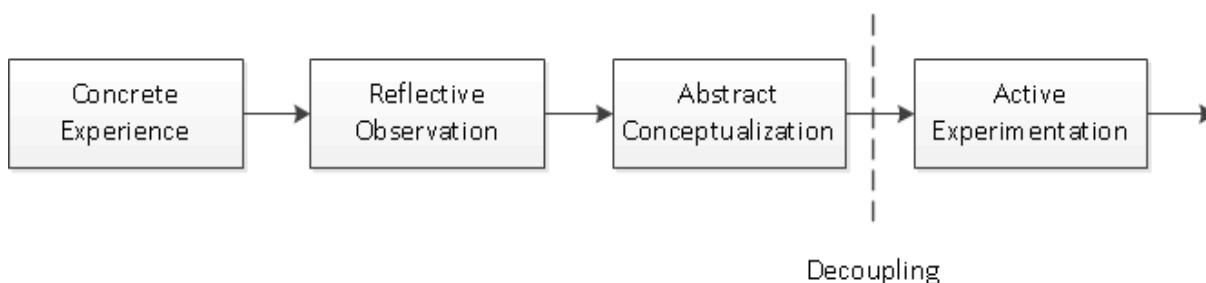 Concrete
Experience
Reflective
Observation
Abstract
Conceptualization
Active
Experimentation
Decoupling